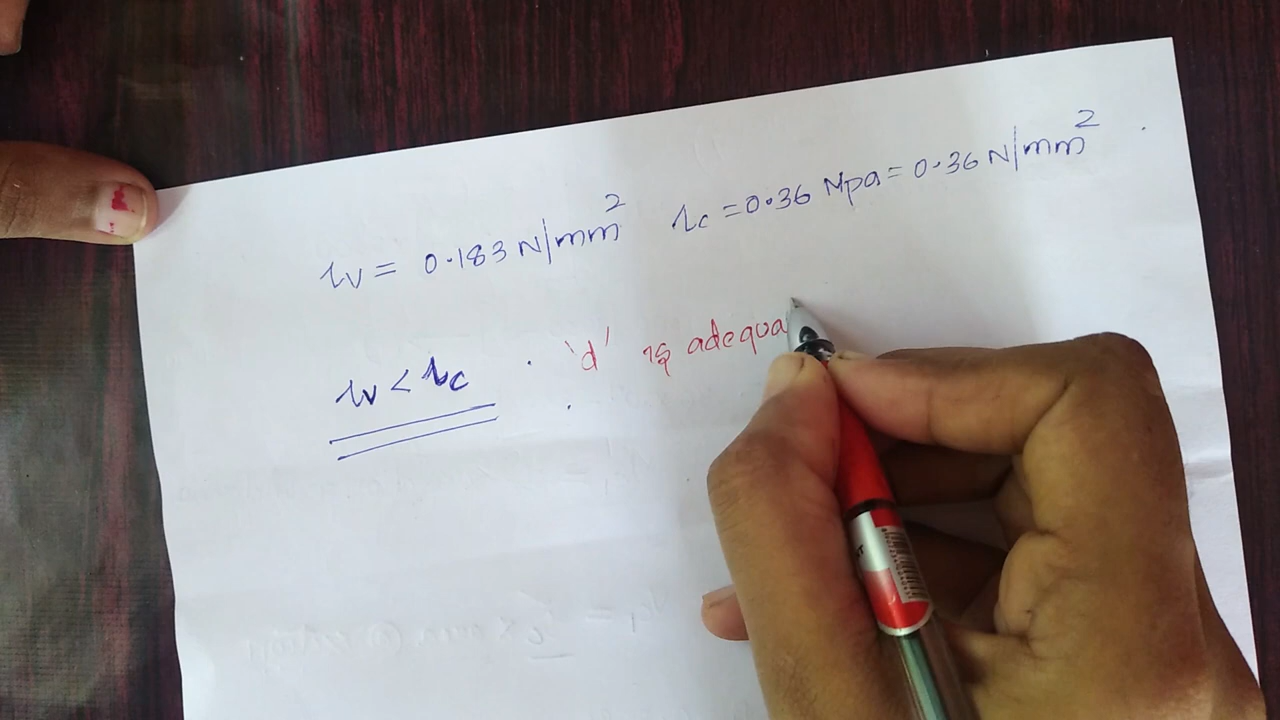 τv = 0.183 N/mm² τc = 0.36 Mpa = 0.36 N/mm²
τv < τc . 'd' is adequa